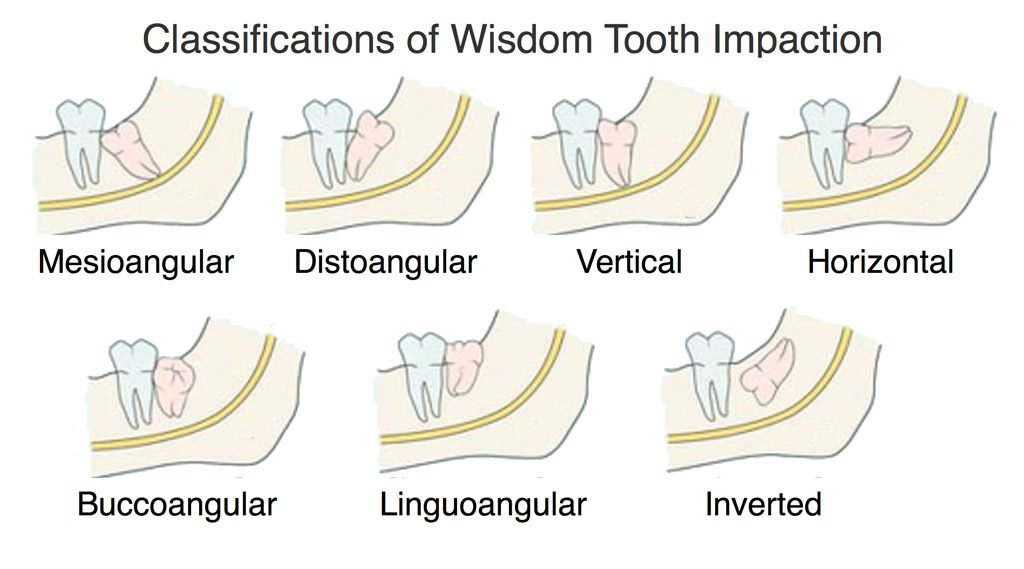 Classifications of Wisdom Tooth Impaction
Mesioangular Distoangular Vertical Horizontal
Buccoangular Linguoangular Inverted